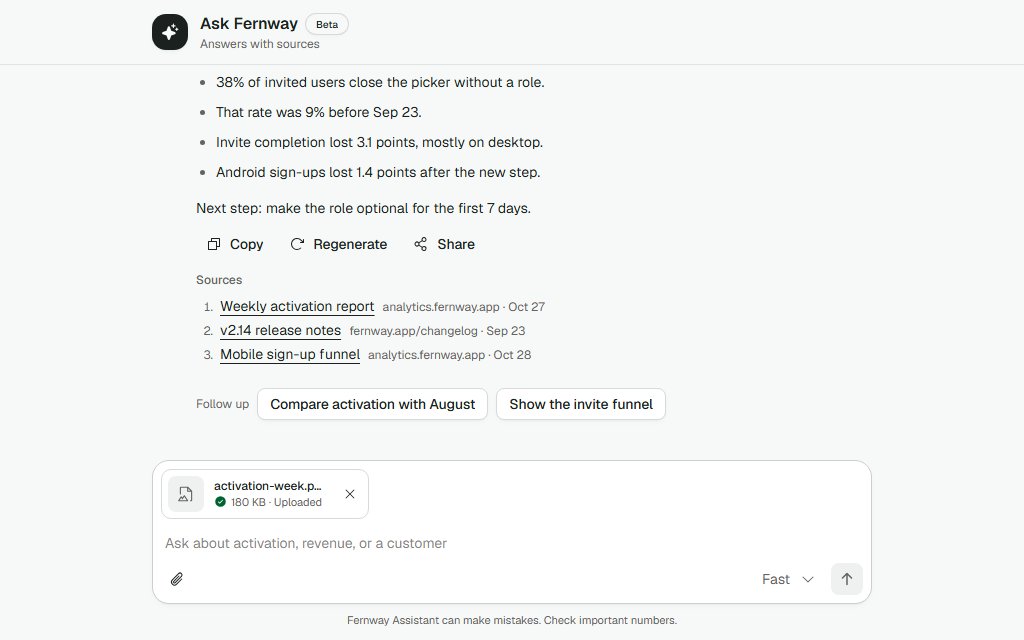 Ask Fernway Beta
Answers with sources
38% of invited users close the picker without a role.
That rate was 9% before Sep 23.
Invite completion lost 3.1 points, mostly on desktop.
Android sign-ups lost 1.4 points after the new step.
Next step: make the role optional for the first 7 days.
Copy Regenerate Share
Sources
1. Weekly activation report analytics.fernway.app · Oct 27
2. v2.14 release notes fernway.app/changelog · Sep 23
3. Mobile sign-up funnel analytics.fernway.app · Oct 28
Follow up Compare activation with August Show the invite funnel
activation-week.p...
180 KB · Uploaded
Ask about activation, revenue, or a customer
Fast
Fernway Assistant can make mistakes. Check important numbers.